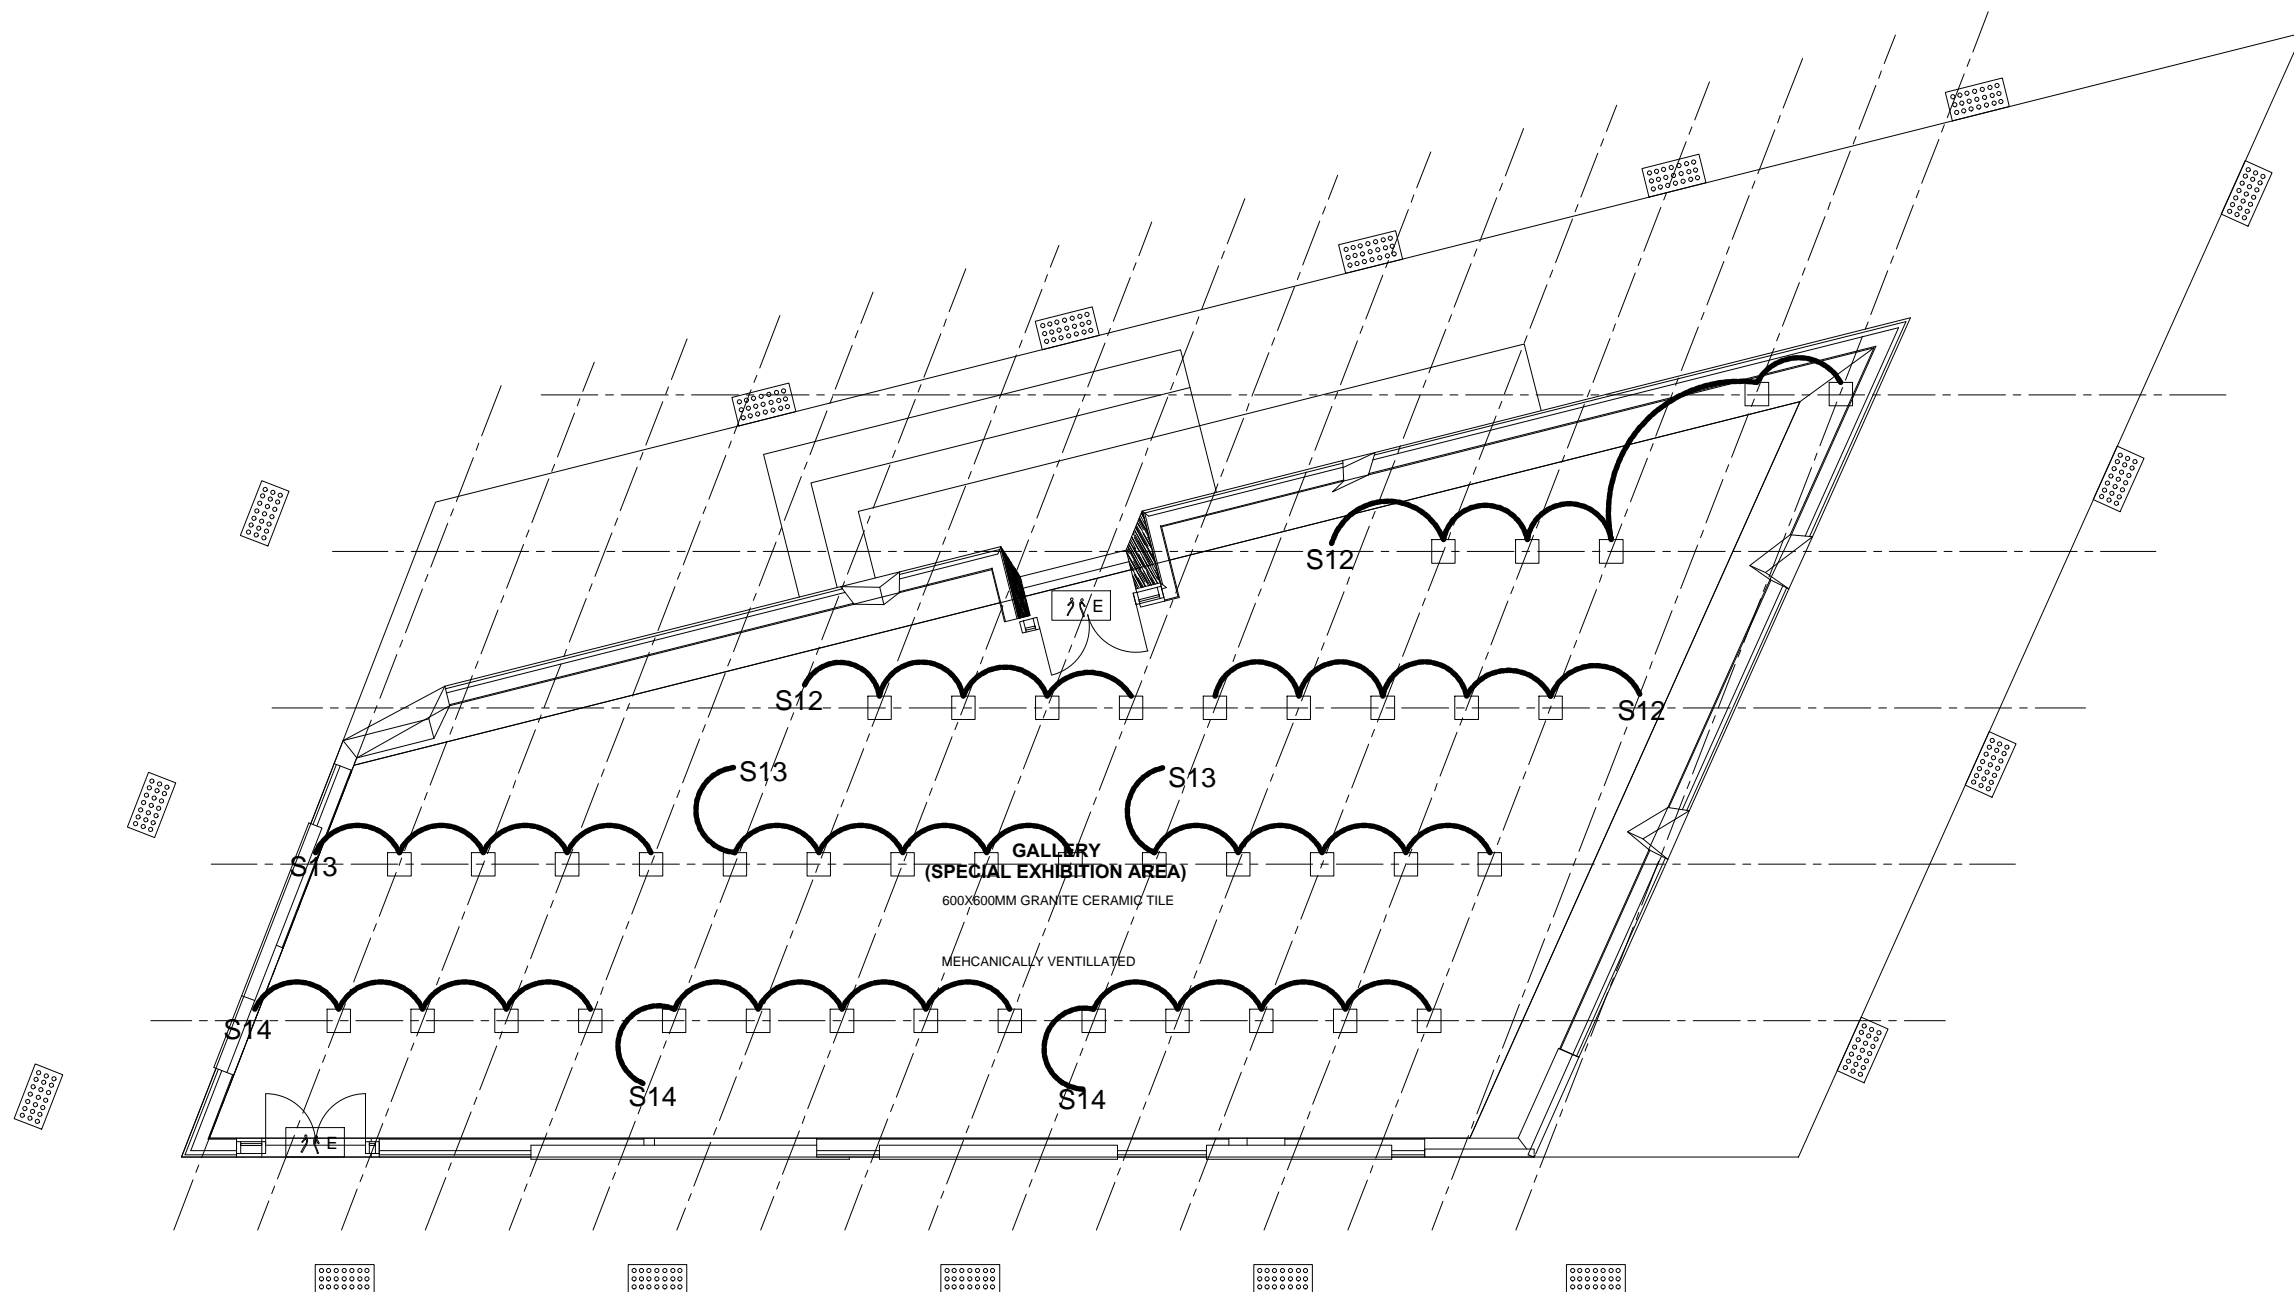 S12
E
S12
S12
S13
S13
S13
GALLERY
(SPECIAL EXHIBITION AREA)
600X600MM GRANITE CERAMIC TILE
MEHCANICALLY VENTILLATED
S14
S14
S14
E